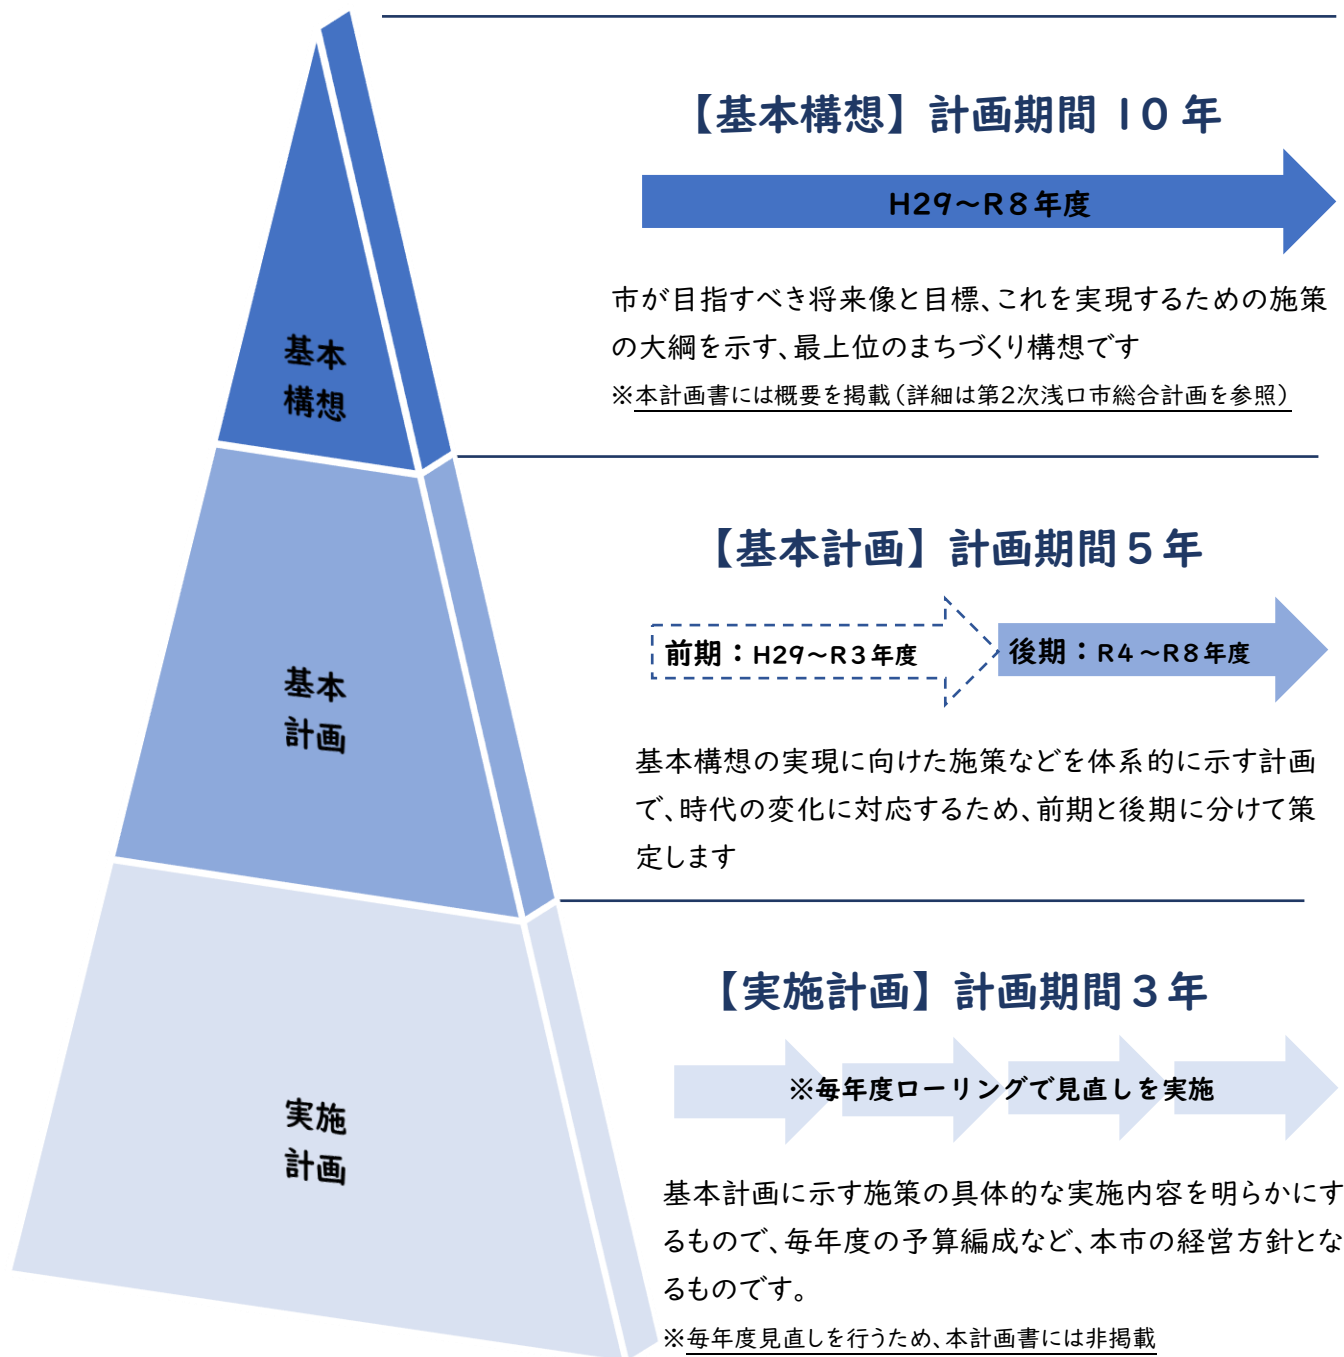 【基本構想】計画期間10年
H29～R8年度
市が目指すべき将来像と目標、これを実現するための施策
の大綱を示す、最上位のまちづくり構想です
※本計画書には概要を掲載（詳細は第2次浅口市総合計画を参照）
基本
構想
【基本計画】計画期間5年
前期：H29～R3年度
後期：R4～R8年度
基本構想の実現に向けた施策などを体系的に示す計画
で、時代の変化に対応するため、前期と後期に分けて策
定します
基本
計画
【実施計画】計画期間3年
※毎年度ローリングで見直しを実施
基本計画に示す施策の具体的な実施内容を明らかにす
るもので、毎年度の予算編成など、本市の経営方針とな
るものです。
※毎年度見直しを行うため、本計画書には非掲載
実施
計画